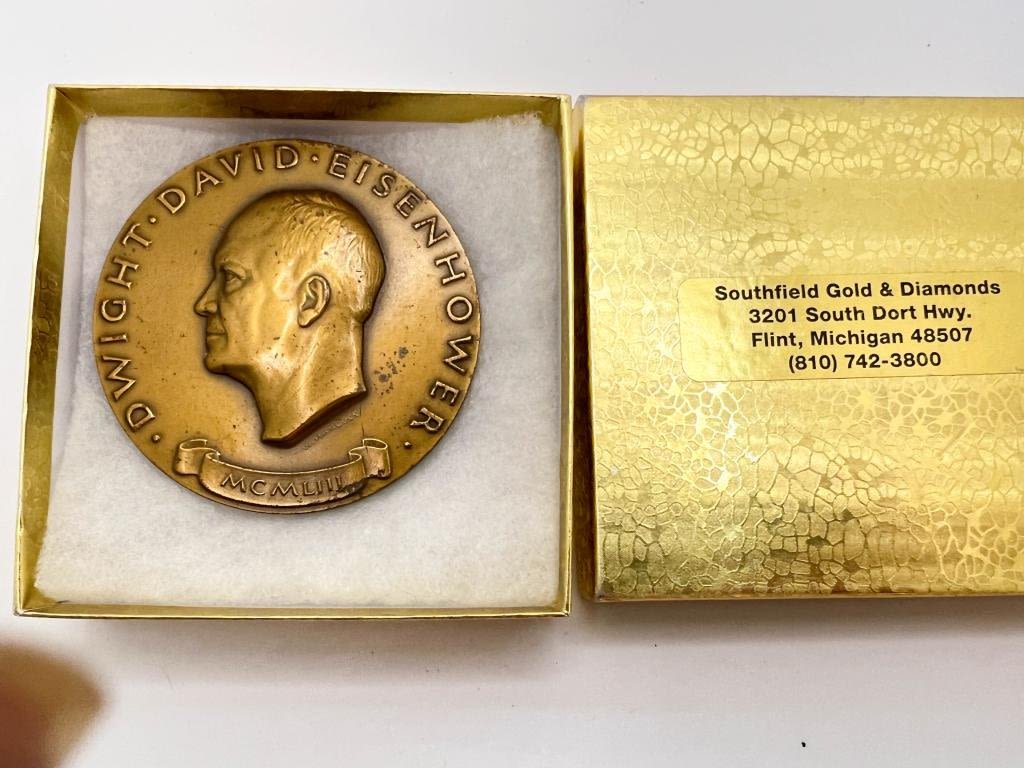 · DWIGHT · DAVID · EISENHOWER ·
MCMLIII
Southfield Gold & Diamonds
3201 South Dort Hwy.
Flint, Michigan 48507
(810) 742-3800